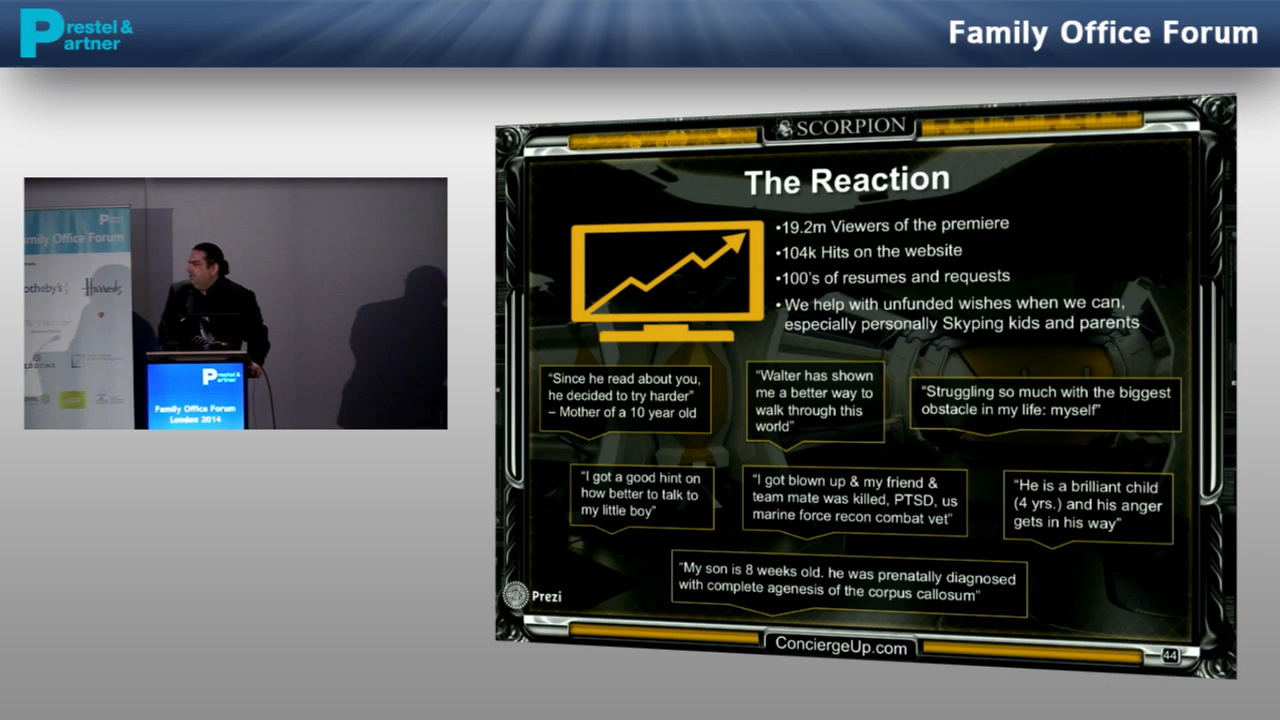 Prestel &
Partner
Family Office Forum
SCORPION
The Reaction
•19.2m Viewers of the premiere
•104k Hits on the website
•100's of resumes and requests
•We help with unfunded wishes when we can,
especially personally Skyping kids and parents
"Since he read about you,
he decided to try harder"
– Mother of a 10 year old
"Walter has shown
me a better way to
walk through this
world"
"Struggling so much with the biggest
obstacle in my life: myself"
"I got a good hint on
how better to talk to
my little boy"
"I got blown up & my friend &
team mate was killed, PTSD, us
marine force recon combat vet"
"He is a brilliant child
(4 yrs.) and his anger
gets in his way"
"My son is 8 weeks old. he was prenatally diagnosed
with complete agenesis of the corpus callosum"
Prezi
ConciergeUp.com
44
mily Office Forum
otheby's
Harrods
Prestel &
Partner
Family Office Forum
London 2014